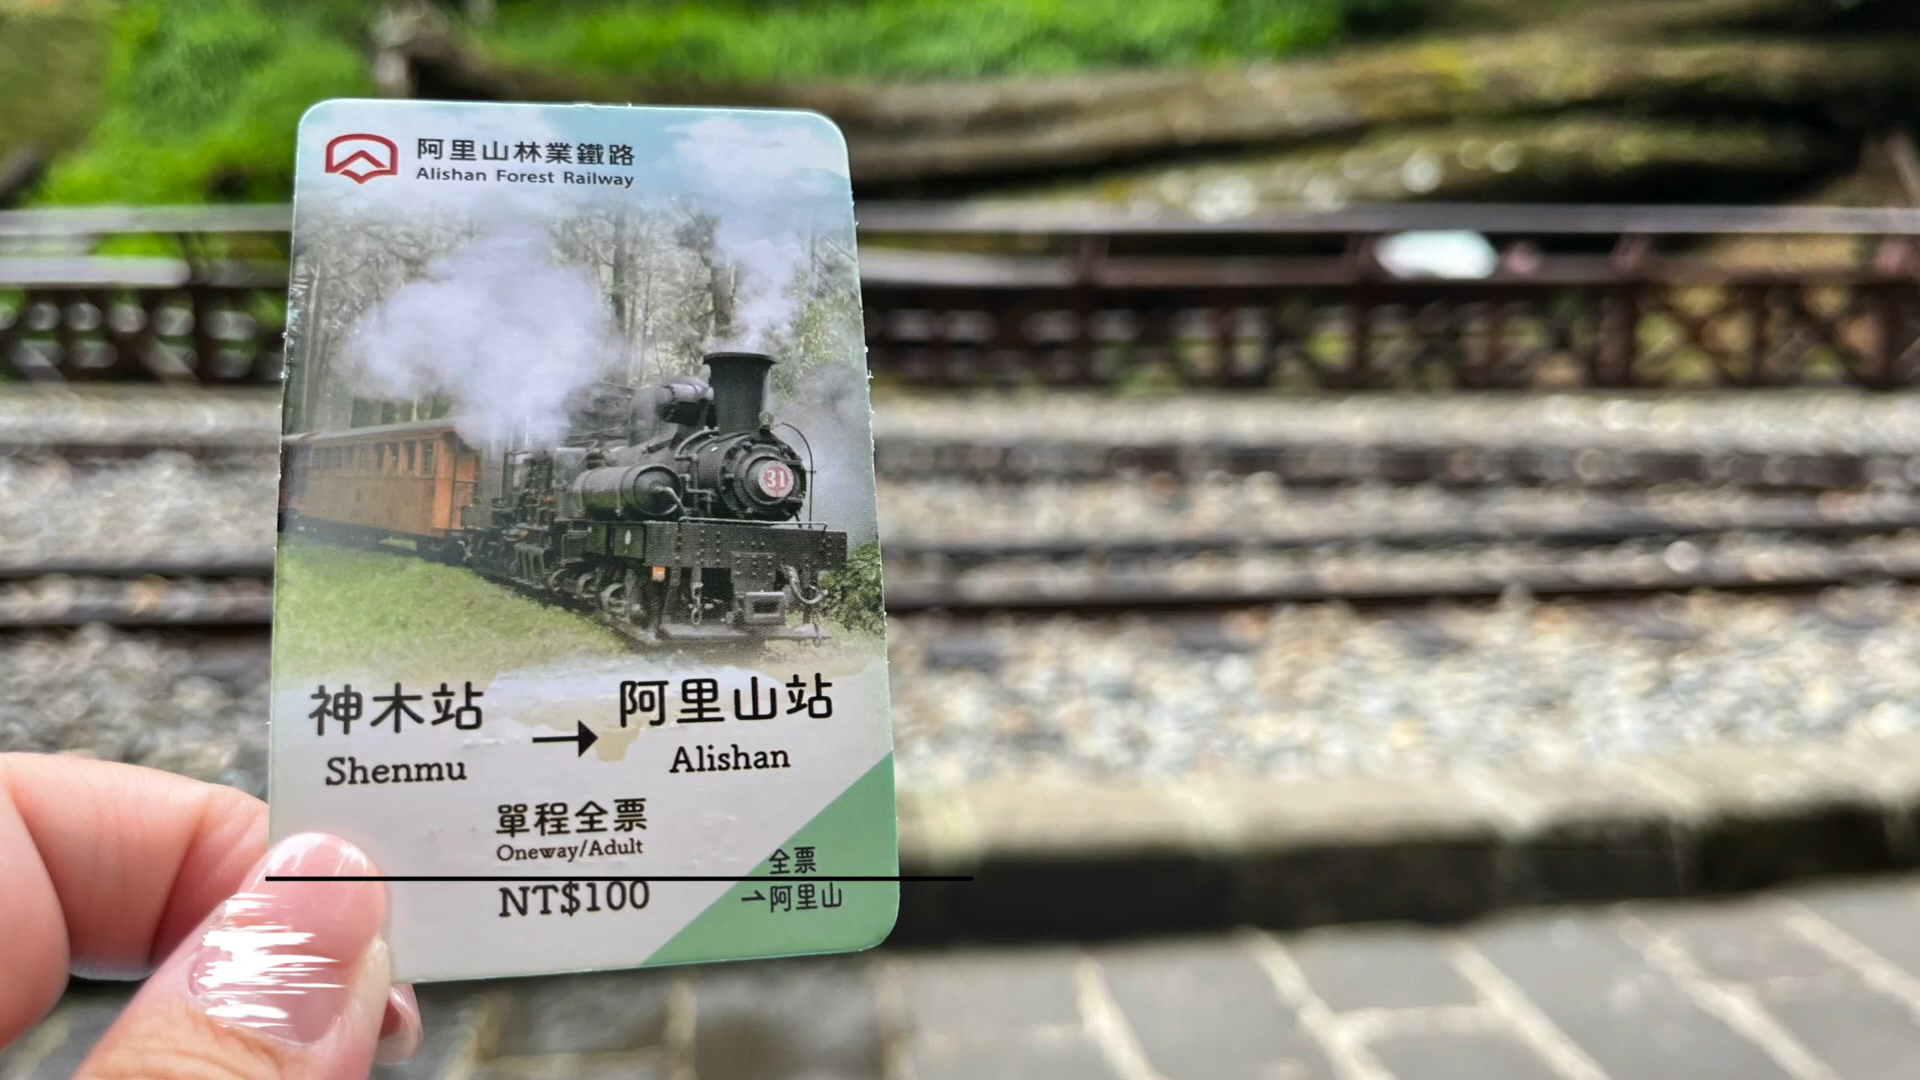 阿里山林業鐵路
Alishan Forest Railway
31
神木站 → 阿里山站
Shenmu Alishan
單程全票
Oneway/Adult
NT$100
全票
→阿里山